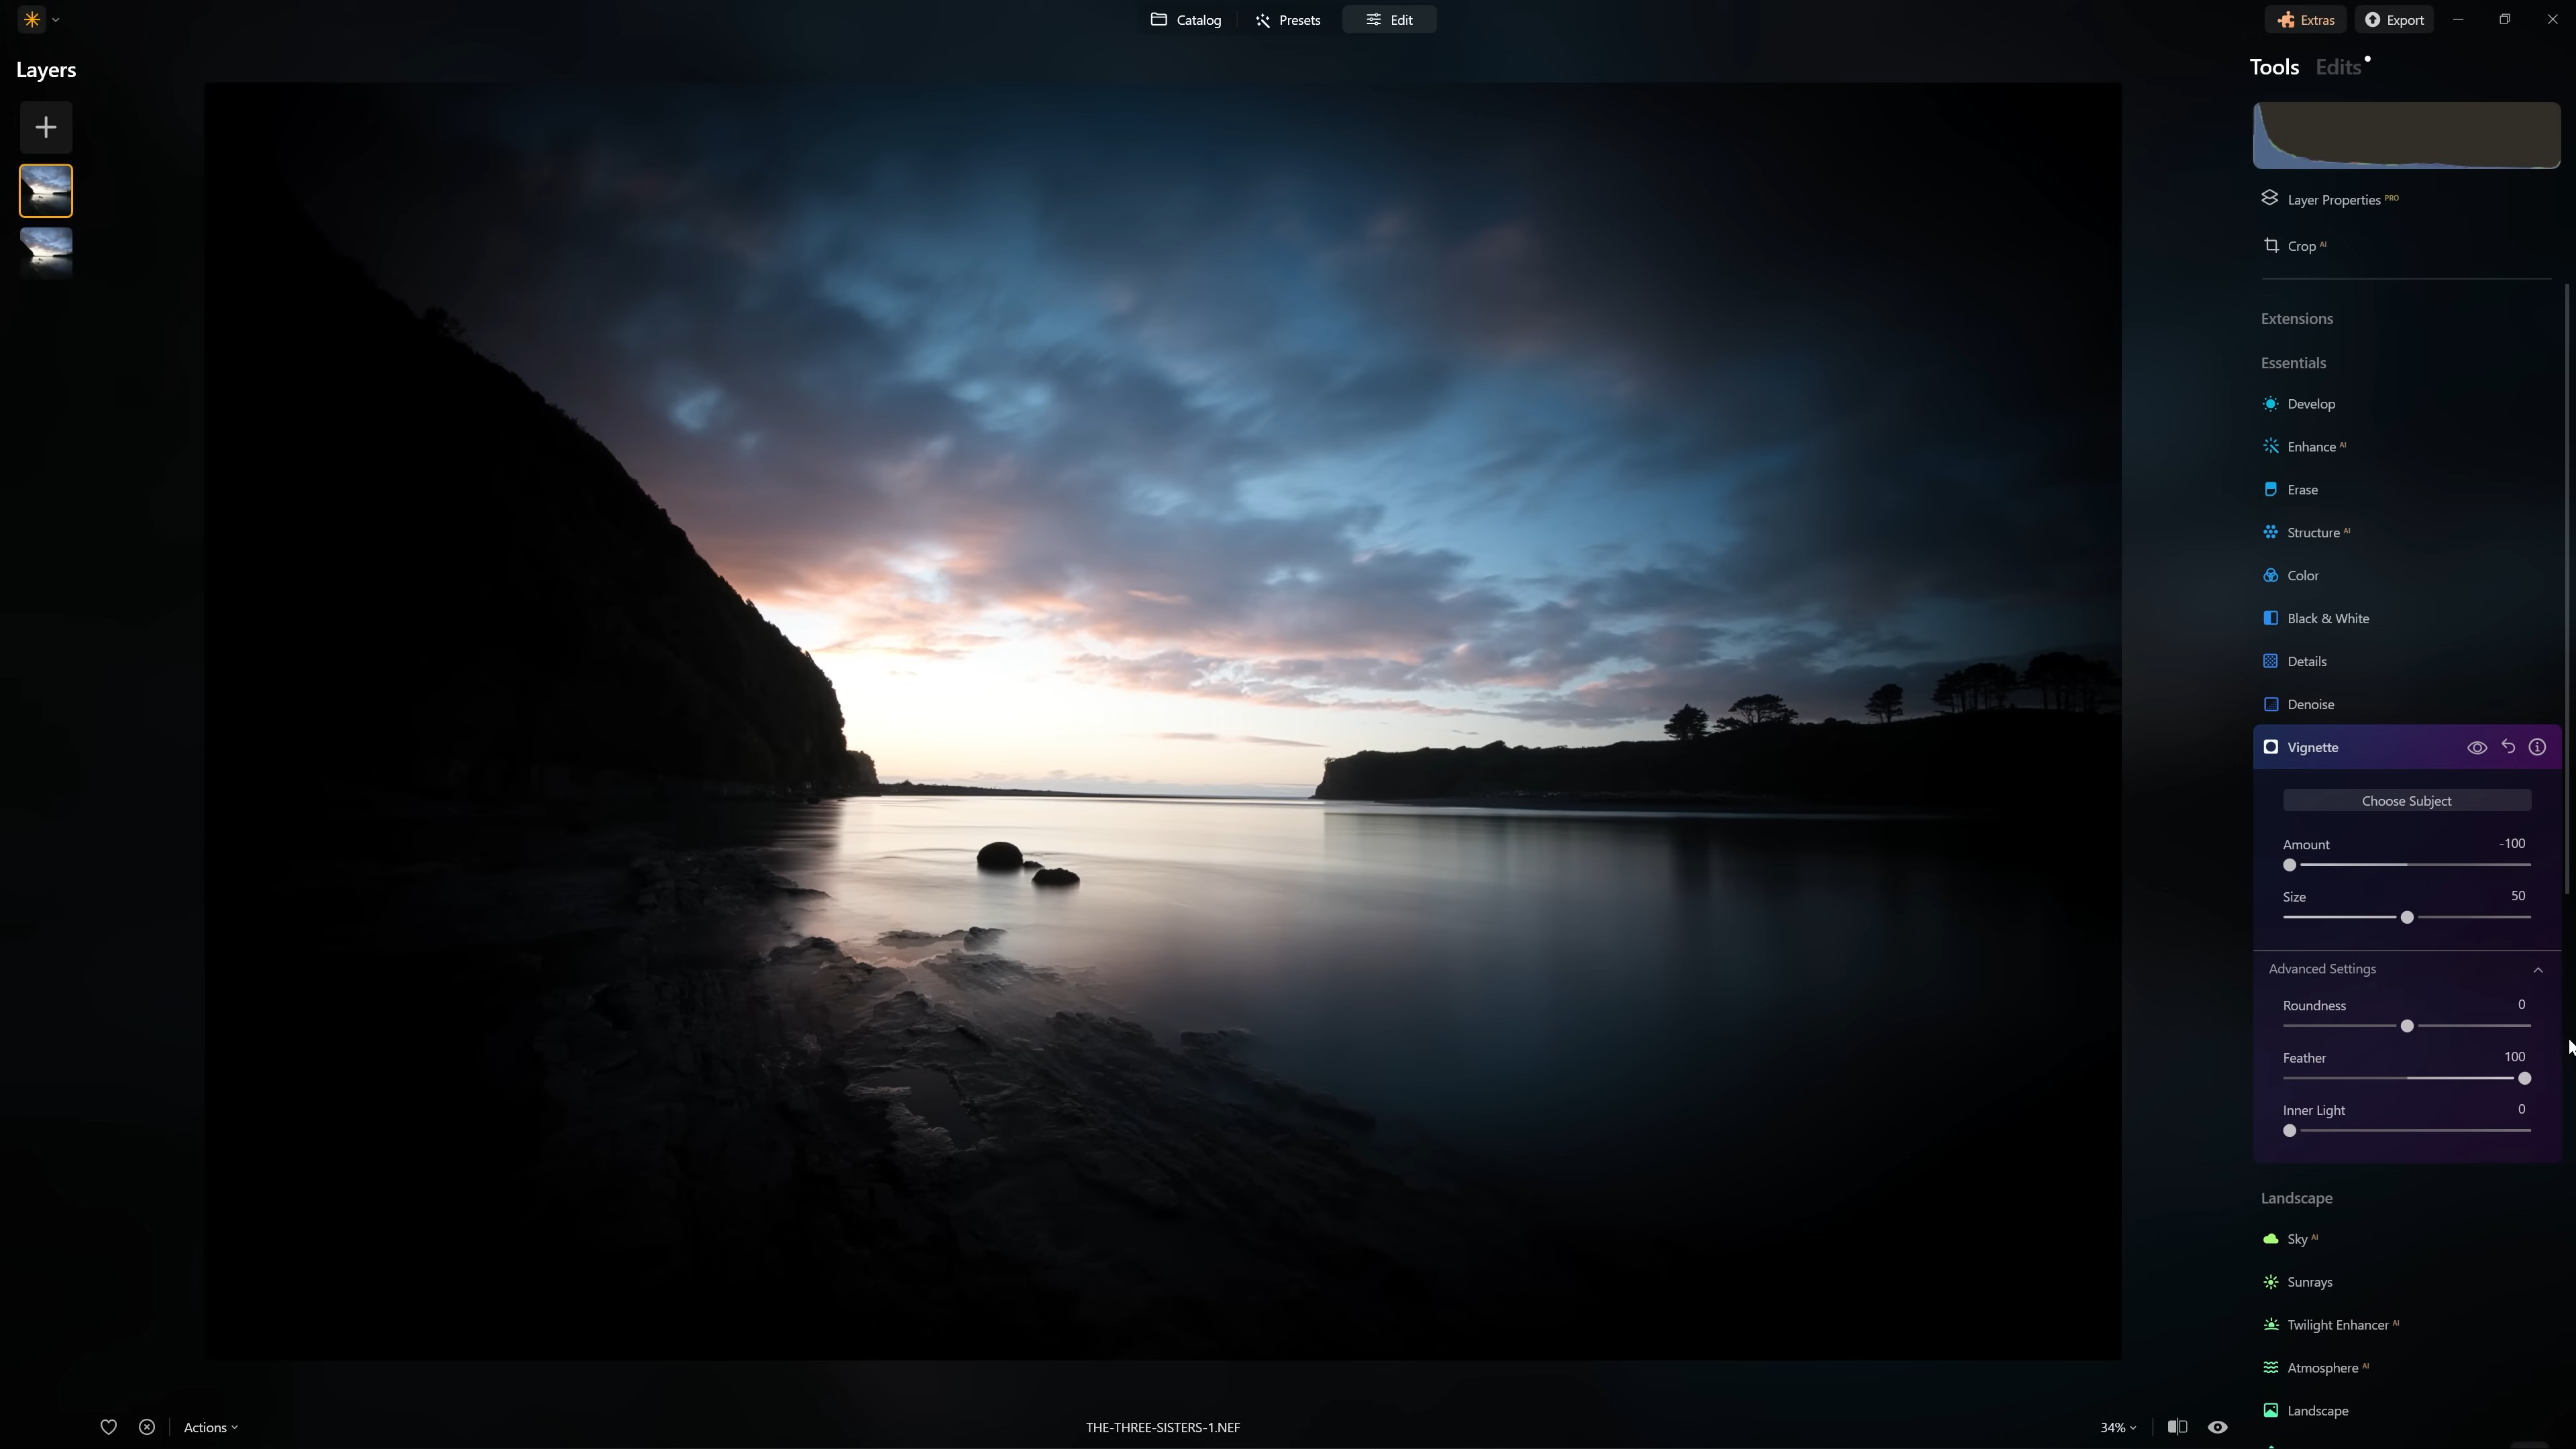 Catalog
Presets
Edit
Extras
Export
Layers
Tools Edits
Layer Properties PRO
Crop AI
Extensions
Essentials
Develop
Enhance AI
Erase
Structure AI
Color
Black & White
Details
Denoise
Vignette
Choose Subject
Amount -100
Size 50
Advanced Settings
Roundness 0
Feather 100
Inner Light 0
Landscape
Sky AI
Sunrays
Twilight Enhancer AI
Atmosphere AI
Landscape
Actions
THE-THREE-SISTERS-1.NEF
34%